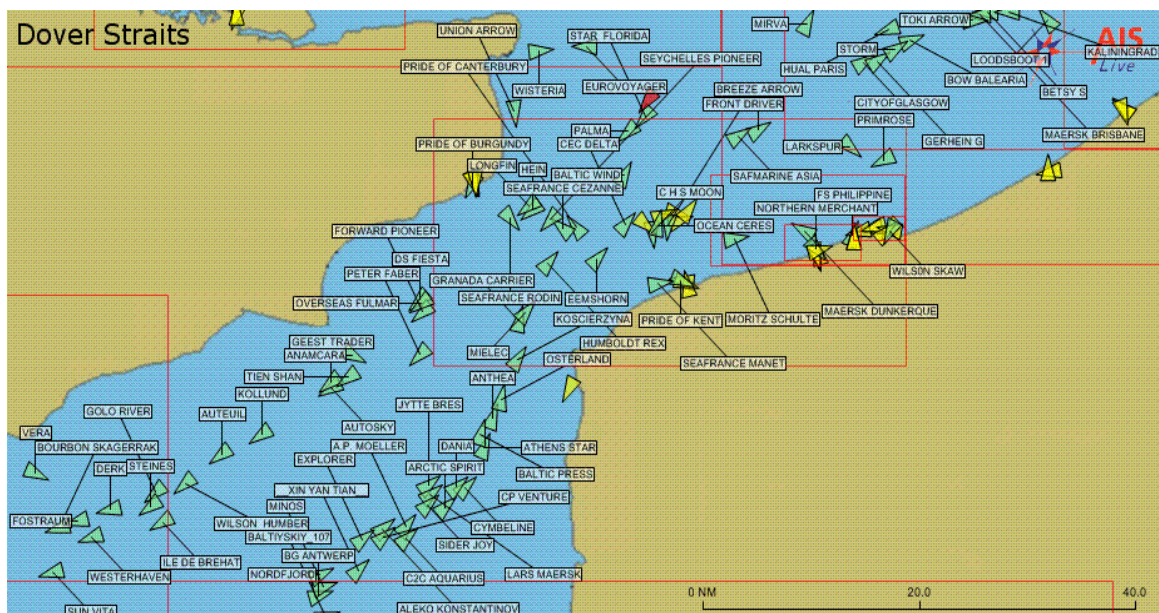 Dover Straits
UNION ARROW
STAR FLORIDA
MIRVA
TOKI ARROW
AIS
Live
KALININGRAD
PRIDE OF CANTERBURY
SEYCHELLES PIONEER
STORM
HUAL PARIS
LOODSBOOT 1
BOW BALEARIA
WISTERIA
EUROVOYAGER
BREEZE ARROW
FRONT DRIVER
BETSY S
CITYOFGLASGOW
PRIMROSE
PALMA
CEC DELTA
MAERSK BRISBANE
GERHEIN G
PRIDE OF BURGUNDY
LARKSPUR
LONGFIN
HEIN
BALTIC WIND
SAFMARINE ASIA
SEAFRANCE CEZANNE
C H S MOON
FS PHILIPPINE
NORTHERN MERCHANT
OCEAN CERES
FORWARD PIONEER
DS FIESTA
WILSON SKAW
PETER FABER
GRANADA CARRIER
OVERSEAS FULMAR
SEAFRANCE RODIN
EEMSHORN
MAERSK DUNKERQUE
KOSCIERZYNA
PRIDE OF KENT
MORITZ SCHULTE
GEEST TRADER
ANAMCARA
MIELEC
HUMBOLDT REX
OSTERLAND
SEAFRANCE MANET
TIEN SHAN
ANTHEA
KOLLUND
JYTTE BRES
GOLO RIVER
AUTEUIL
AUTOSKY
VERA
BOURBON SKAGERRAK
A.P. MOELLER
DANIA
ATHENS STAR
EXPLORER
DERK
STEINES
ARCTIC SPIRIT
BALTIC PRESS
XIN YAN TIAN
CP VENTURE
MINOS
FOSTRAUM
WILSON HUMBER
CYMBELINE
BALTIYSKIY_107
SIDER JOY
BG ANTWERP
ILE DE BREHAT
WESTERHAVEN
NORDFJORD
C2C AQUARIUS
LARS MAERSK
0 NM
20.0
40.0
SUN VITA
ALEKO KONSTANTINOV